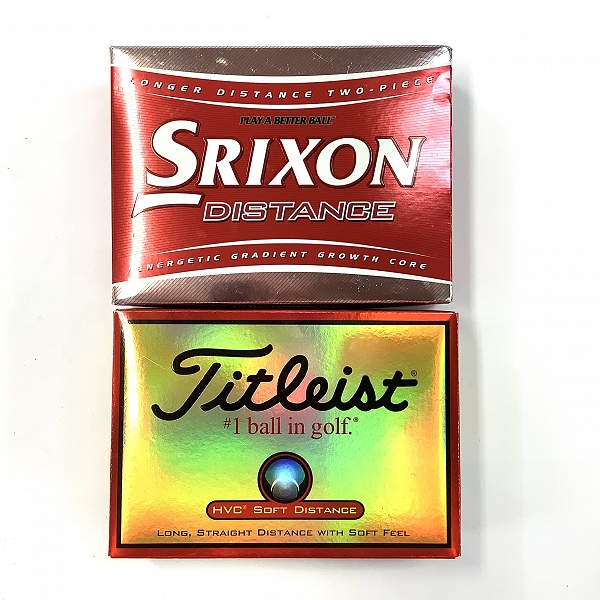 LONGER DISTANCE TWO-PIECE
PLAY A BETTER BALL
SRIXON
DISTANCE
ENERGETIC GRADIENT GROWTH CORE
Titleist®
#1 ball in golf.®
HVC² SOFT DISTANCE
LONG, STRAIGHT DISTANCE WITH SOFT FEEL